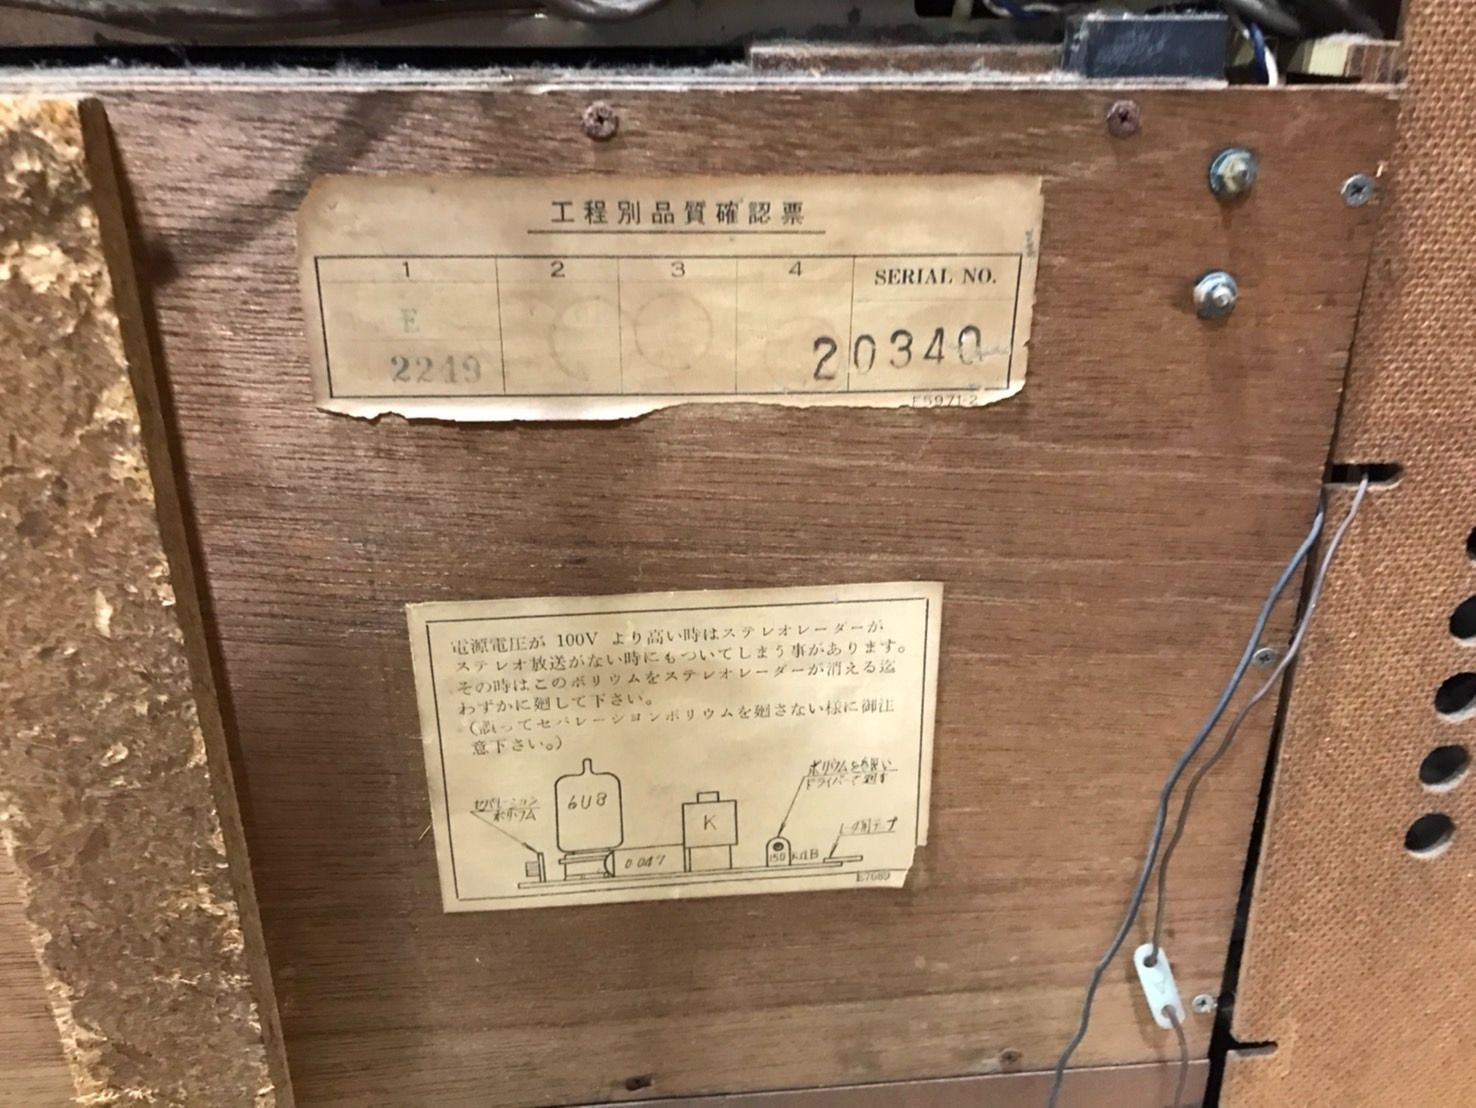 工程別品質確認票
1 2 3 4 SERIAL NO.
E
2249
20340
E5971-2
電源電圧が 100V より高い時はステレオレーダーが
ステレオ放送がない時にもついてしまう事があります。
その時はこのボリウムをステレオレーダーが消える迄
わずかに廻して下さい。
(誤ってセパレーションボリウムを廻さない様に御注
意下さい。)
セパレーション
ボリウム
6U8
0.047
K
ボリウムを
ドライバーで廻す
150 KΩB
E7089